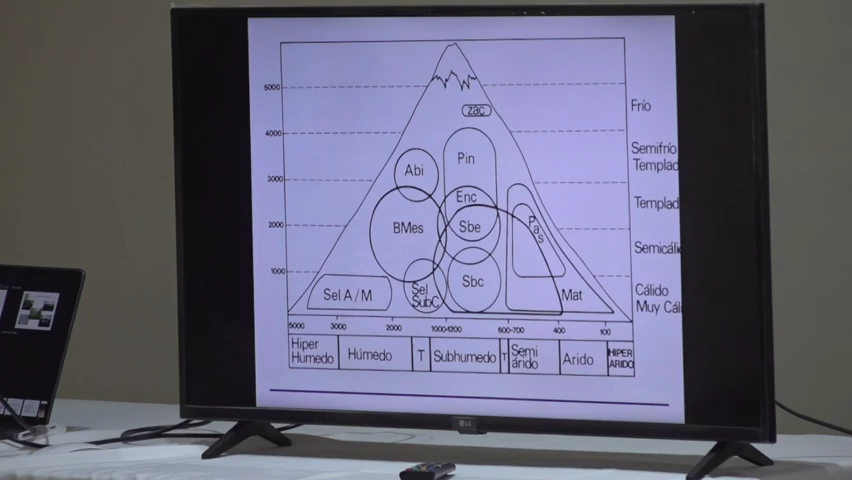 5000
4000
3000
2000
1000
zac
Abi
Pin
Enc
BMes
Sbe
Pas
Sel A/M
Sel SubC
Sbc
Mat
Frío
Semifrío
Templad
Templad
Semicáli
Cálido
Muy Cáli
5000 3000 2000 1000 1200 600-700 400 100
Hiper Humedo
Húmedo
T
Subhumedo
T
Semi árido
Arido
HIPER ARIDO
LG